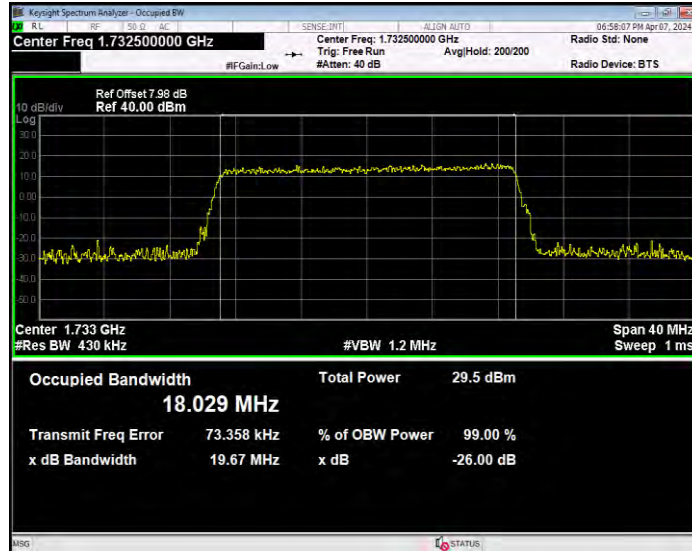 Keysight Spectrum Analyzer - Occupied BW
RL RF 50 Ω AC SENSE:INT ALIGN AUTO 06:58:07 PM Apr 07, 2024
Center Freq 1.732500000 GHz Center Freq: 1.732500000 GHz Radio Std: None
Trig: Free Run Avg|Hold: 200/200
#IFGain:Low #Atten: 40 dB Radio Device: BTS
Ref Offset 7.98 dB
10 dB/div Ref 40.00 dBm
Log
30.0
20.0
10.0
0.00
-10.0
-20.0
-30.0
-40.0
-50.0
Center 1.733 GHz Span 40 MHz
#Res BW 430 kHz #VBW 1.2 MHz Sweep 1 ms
Occupied Bandwidth Total Power 29.5 dBm
18.029 MHz
Transmit Freq Error 73.358 kHz % of OBW Power 99.00 %
x dB Bandwidth 19.67 MHz x dB -26.00 dB
MSG STATUS